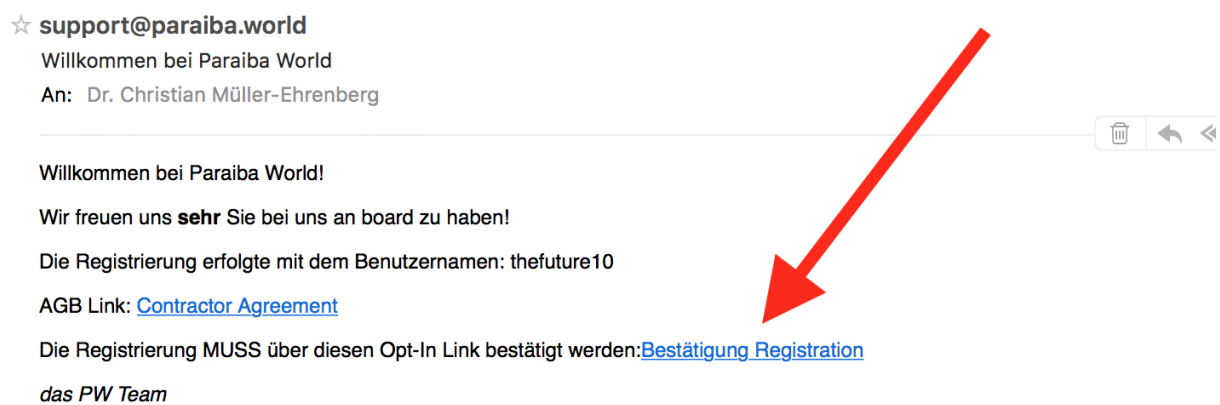 support@paraiba.world
Willkommen bei Paraiba World
An: Dr. Christian Müller-Ehrenberg
Willkommen bei Paraiba World!
Wir freuen uns sehr Sie bei uns an board zu haben!
Die Registrierung erfolgte mit dem Benutzernamen: thefuture10
AGB Link: Contractor Agreement
Die Registrierung MUSS über diesen Opt-In Link bestätigt werden:Bestätigung Registration
das PW Team